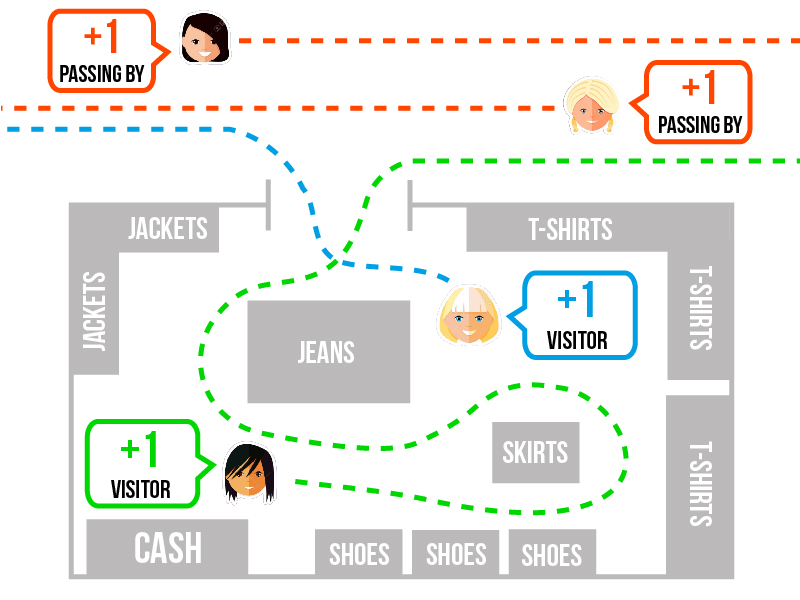 +1
PASSING BY
+1
PASSING BY
JACKETS
T-SHIRTS
JACKETS
T-SHIRTS
+1
VISITOR
JEANS
+1
VISITOR
SKIRTS
T-SHIRTS
CASH
SHOES
SHOES
SHOES